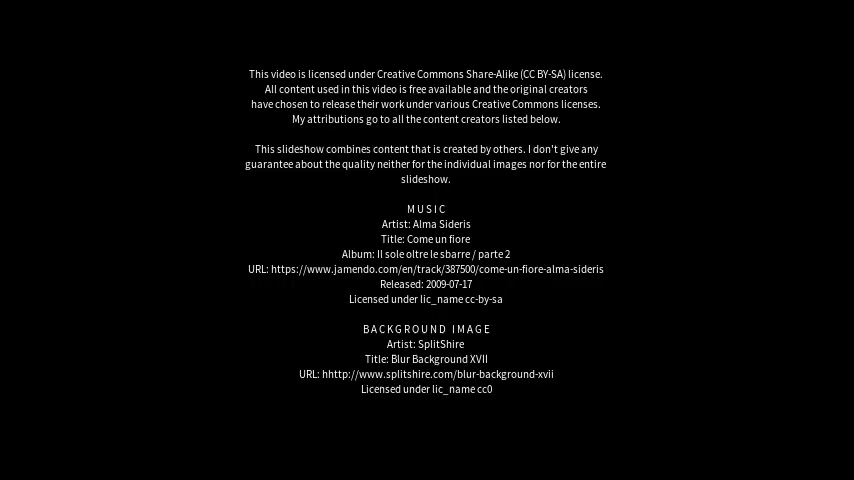 This video is licensed under Creative Commons Share-Alike (CC BY-SA) license.
All content used in this video is free available and the original creators
have chosen to release their work under various Creative Commons licenses.
My attributions go to all the content creators listed below.
This slideshow combines content that is created by others. I don't give any
guarantee about the quality neither for the individual images nor for the entire
slideshow.
MUSIC
Artist: Alma Sideris
Title: Come un fiore
Album: Il sole oltre le sbarre / parte 2
URL: https://www.jamendo.com/en/track/387500/come-un-fiore-alma-sideris
Released: 2009-07-17
Licensed under lic_name cc-by-sa
BACKGROUND IMAGE
Artist: SplitShire
Title: Blur Background XVII
URL: hhttp://www.splitshire.com/blur-background-xvii
Licensed under lic_name cc0